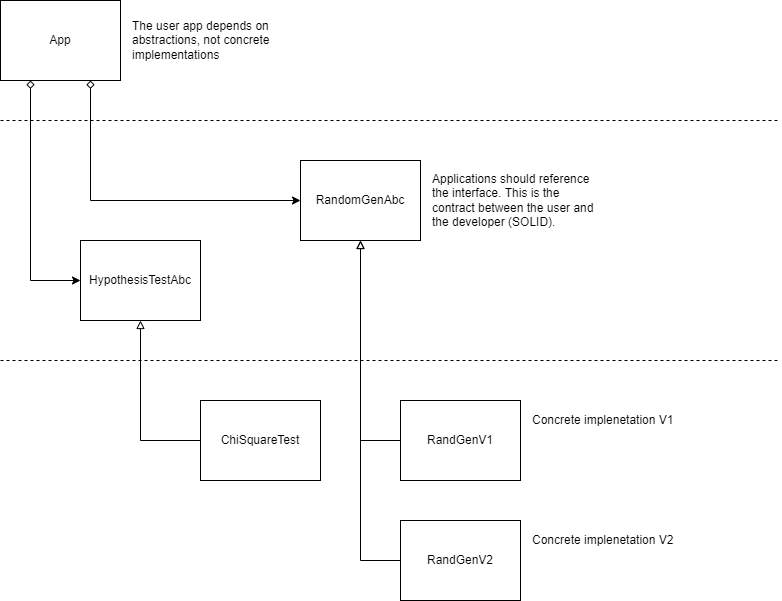 App
The user app depends on
abstractions, not concrete
implementations
RandomGenAbc
Applications should reference
the interface. This is the
contract between the user and
the developer (SOLID).
HypothesisTestAbc
ChiSquareTest
RandGenV1
Concrete implenetation V1
RandGenV2
Concrete implenetation V2